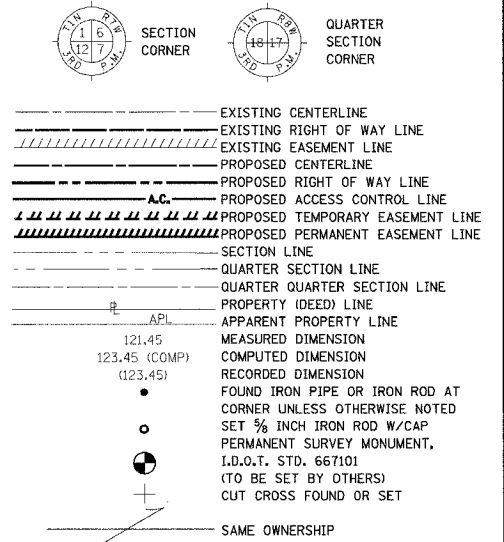 T1N R7W
1 6
12 7
3RD P.M.
SECTION
CORNER
T1N R8W
18 17
3RD P.M.
QUARTER
SECTION
CORNER
EXISTING CENTERLINE
EXISTING RIGHT OF WAY LINE
EXISTING EASEMENT LINE
PROPOSED CENTERLINE
PROPOSED RIGHT OF WAY LINE
A.C. PROPOSED ACCESS CONTROL LINE
PROPOSED TEMPORARY EASEMENT LINE
PROPOSED PERMANENT EASEMENT LINE
SECTION LINE
QUARTER SECTION LINE
QUARTER QUARTER SECTION LINE
PL PROPERTY (DEED) LINE
APL APPARENT PROPERTY LINE
121.45 MEASURED DIMENSION
123.45 (COMP) COMPUTED DIMENSION
(123.45) RECORDED DIMENSION
FOUND IRON PIPE OR IRON ROD AT
CORNER UNLESS OTHERWISE NOTED
SET 5/8 INCH IRON ROD W/CAP
PERMANENT SURVEY MONUMENT,
I.D.O.T. STD. 667101
(TO BE SET BY OTHERS)
CUT CROSS FOUND OR SET
SAME OWNERSHIP